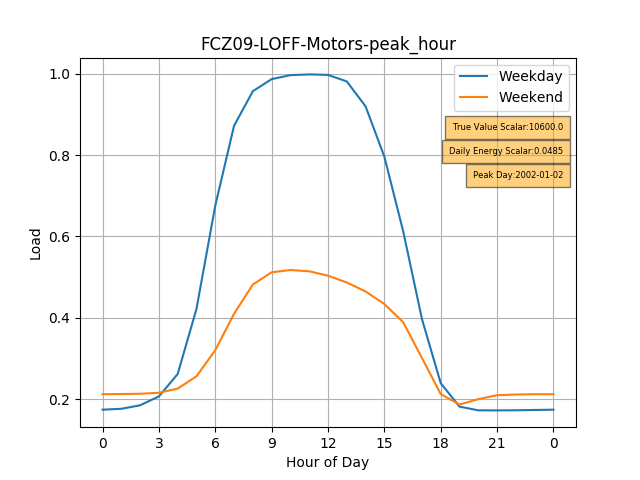 FCZ09-LOFF-Motors-peak_hour
1.0
0.8
0.6
0.4
0.2
Load
Weekday
Weekend
True Value Scalar:10600.0
Daily Energy Scalar:0.0485
Peak Day:2002-01-02
0 3 6 9 12 15 18 21 0
Hour of Day